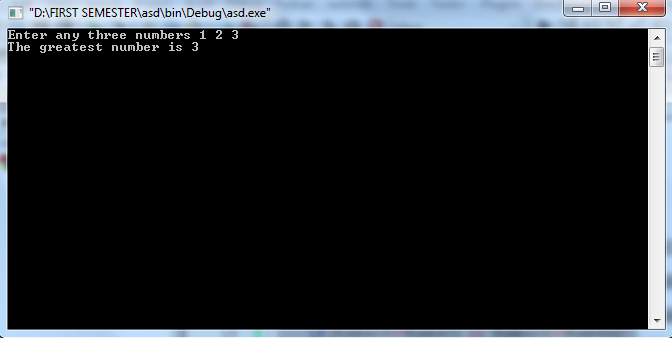 "D:\FIRST SEMESTER\asd\bin\Debug\asd.exe"
Enter any three numbers 1 2 3
The greatest number is 3